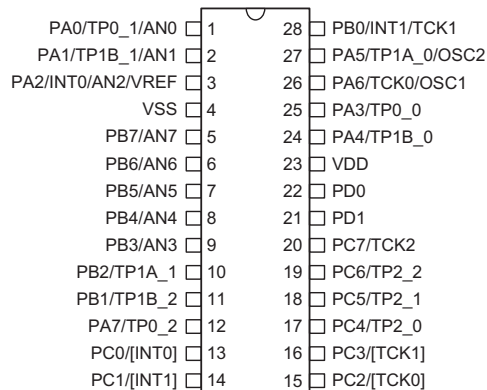 PA0/TP0_1/AN0 1 28 PB0/INT1/TCK1
PA1/TP1B_1/AN1 2 27 PA5/TP1A_0/OSC2
PA2/INT0/AN2/VREF 3 26 PA6/TCK0/OSC1
VSS 4 25 PA3/TP0_0
PB7/AN7 5 24 PA4/TP1B_0
PB6/AN6 6 23 VDD
PB5/AN5 7 22 PD0
PB4/AN4 8 21 PD1
PB3/AN3 9 20 PC7/TCK2
PB2/TP1A_1 10 19 PC6/TP2_2
PB1/TP1B_2 11 18 PC5/TP2_1
PA7/TP0_2 12 17 PC4/TP2_0
PC0/[INT0] 13 16 PC3/[TCK1]
PC1/[INT1] 14 15 PC2/[TCK0]